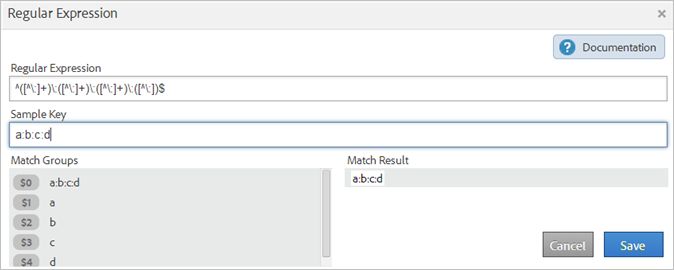 Regular Expression
×
? Documentation
Regular Expression
^([^\:]+)\:([^\:]+)\:([^\:]+)\:([^\:])$
Sample Key
a:b:c:d
Match Groups
$0 a:b:c:d
$1 a
$2 b
$3 c
$4 d
Match Result
a:b:c:d
Cancel Save